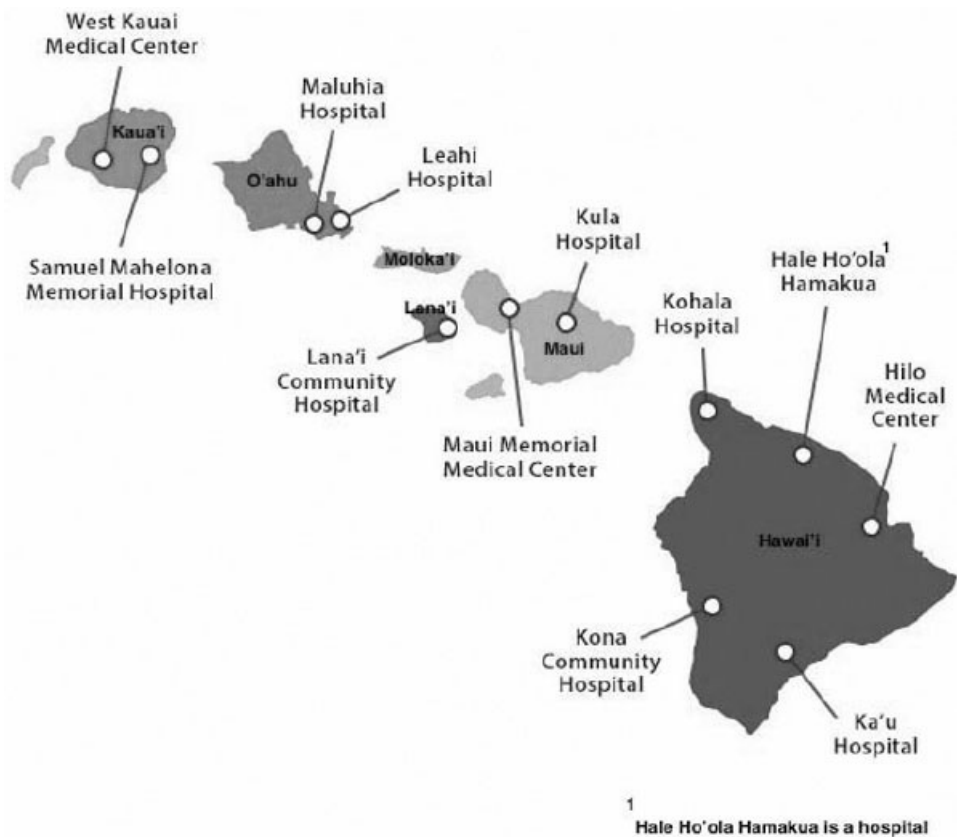 West Kauai
Medical Center
Maluhia
Hospital
Kaua'i
Leahi
Hospital
O'ahu
Kula
Hospital
Samuel Mahelona
Memorial Hospital
Moloka'i
Hale Ho'ola1
Hamakua
Kohala
Hospital
Lana'i
Maui
Lana'i
Community
Hospital
Hilo
Medical
Center
Maui Memorial
Medical Center
Hawai'i
Kona
Community
Hospital
Ka'u
Hospital
1
Hale Ho'ola Hamakua is a hospital